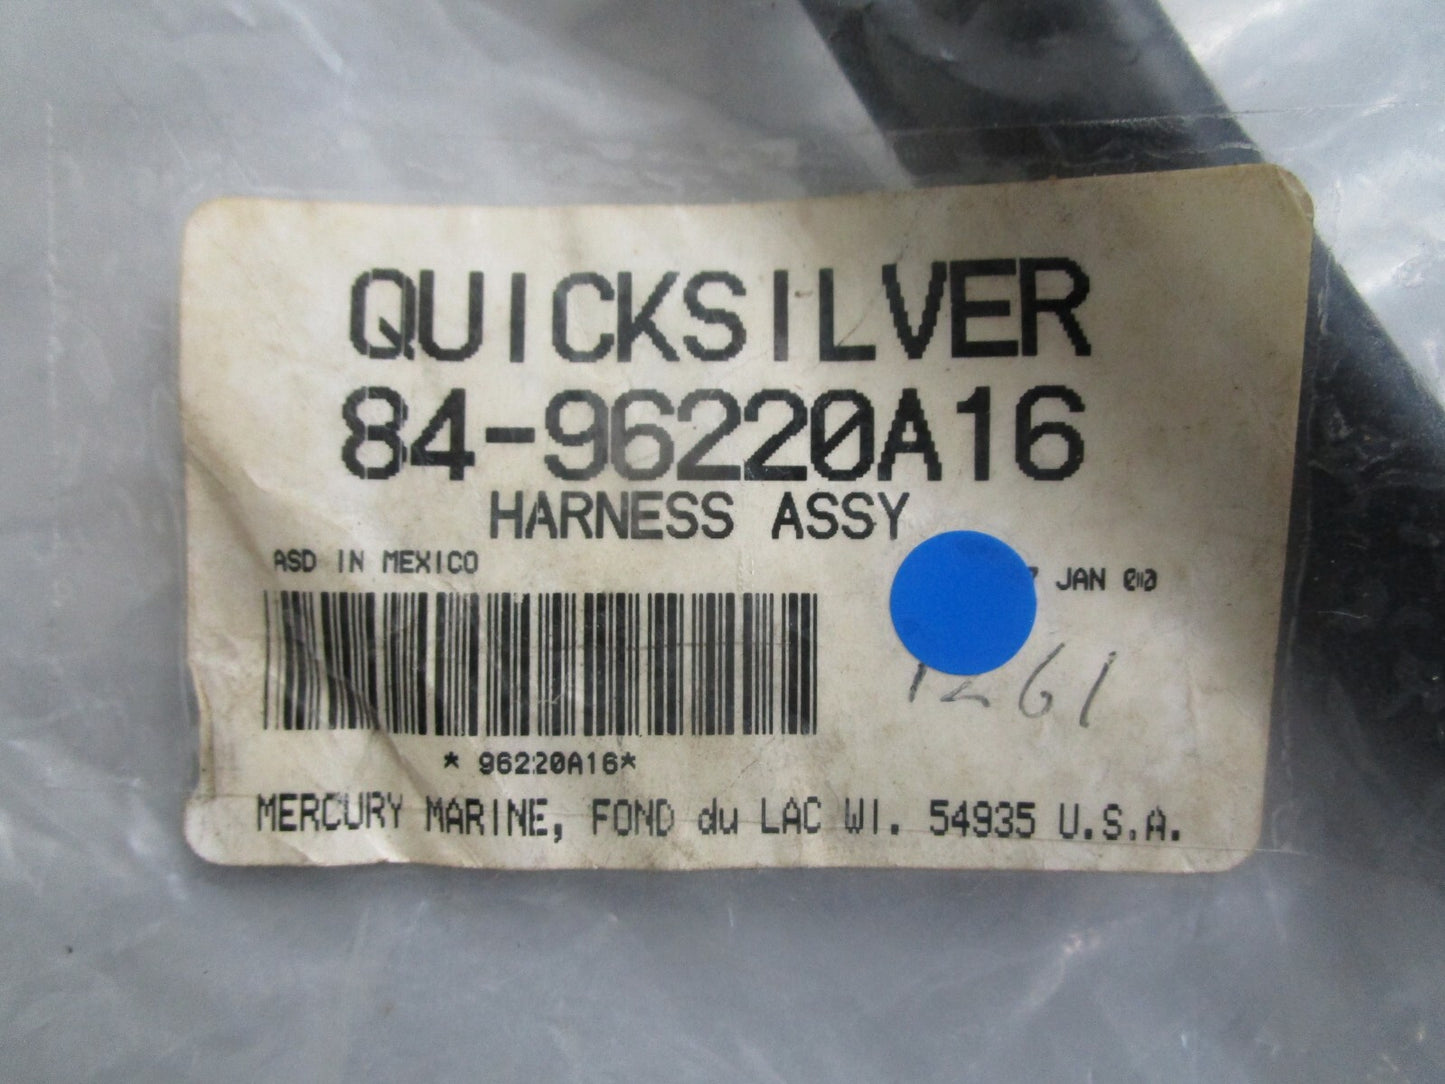 QUICKSILVER
84-96220A16
HARNESS ASSY
ASD IN MEXICO
7 JAN 00
1261
* 96220A16*
MERCURY MARINE, FOND du LAC WI. 54935 U.S.A.